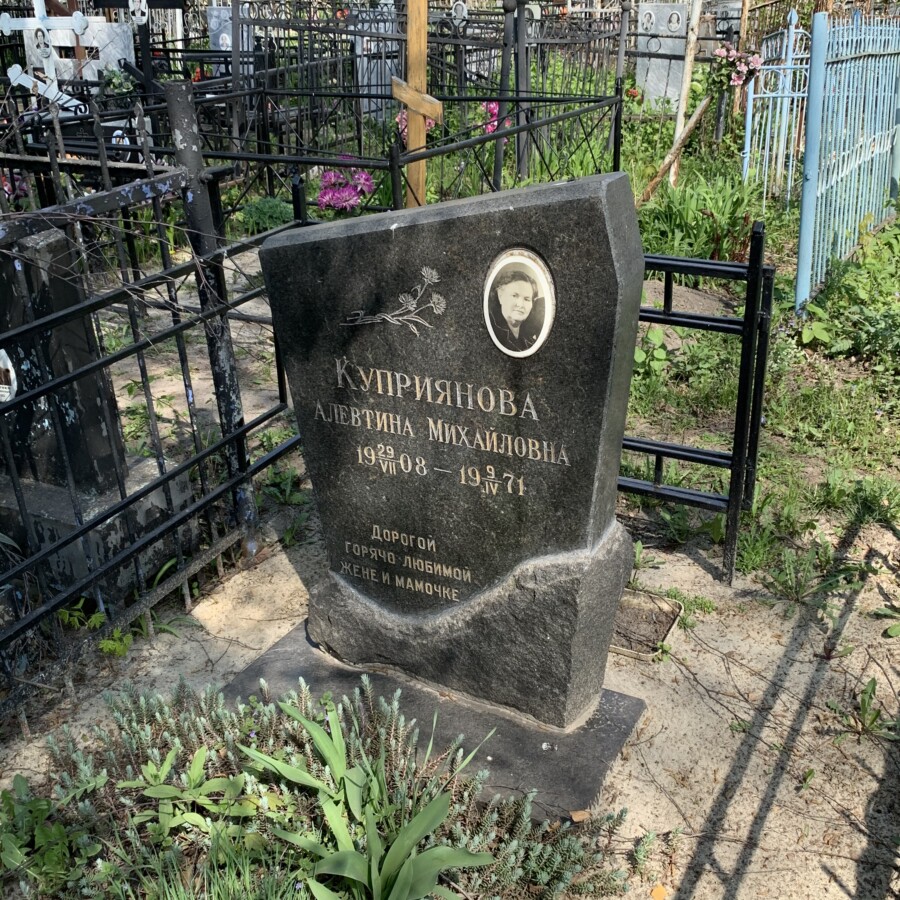 КУПРИЯНОВА
АЛЕВТИНА МИХАЙЛОВНА
19 29/VII 08 — 19 9/IV 71
ДОРОГОЙ
ГОРЯЧО ЛЮБИМОЙ
ЖЕНЕ И МАМОЧКЕ